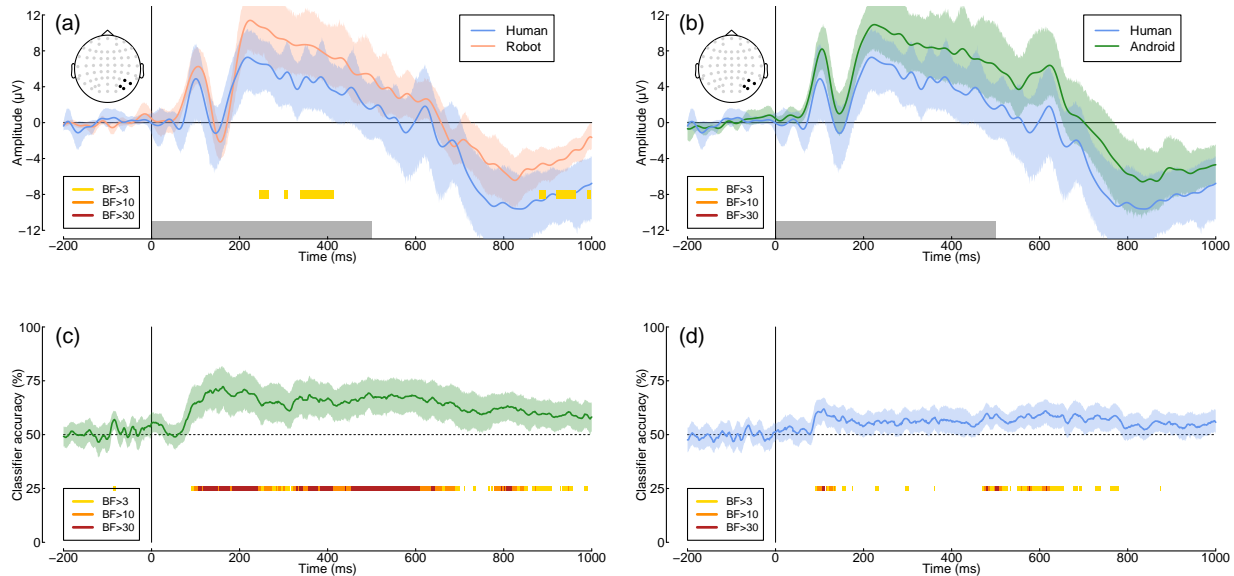 (a)
Human
Robot
12
8
4
0
−4
−8
−12
Amplitude (µV)
BF>3
BF>10
BF>30
−200
0
200
400
600
800
1000
Time (ms)
(b)
Human
Android
12
8
4
0
−4
−8
−12
Amplitude (µV)
BF>3
BF>10
BF>30
−200
0
200
400
600
800
1000
Time (ms)
(c)
100
75
50
25
0
Classifier accuracy (%)
BF>3
BF>10
BF>30
−200
0
200
400
600
800
1000
Time (ms)
(d)
100
75
50
25
0
Classifier accuracy (%)
BF>3
BF>10
BF>30
−200
0
200
400
600
800
1000
Time (ms)